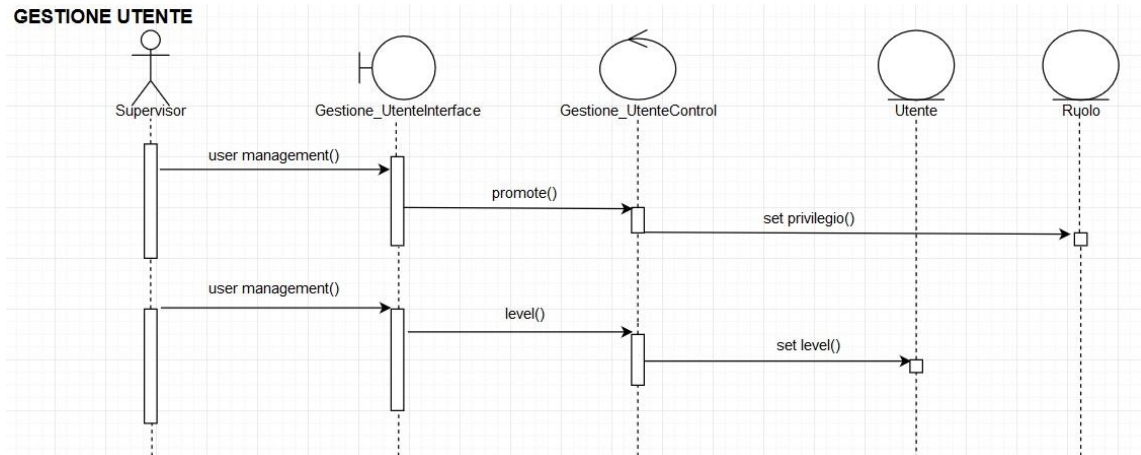 GESTIONE UTENTE
Supervisor
Gestione_UtenteInterface
Gestione_UtenteControl
Utente
Ruolo
user management()
promote()
set privilegio()
user management()
level()
set level()